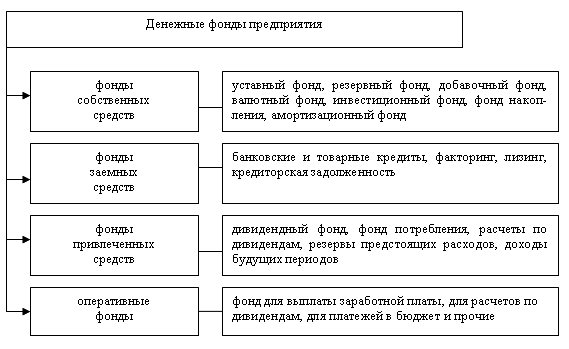 Денежные фонды предприятия
фонды
собственных
средств
уставный фонд, резервный фонд, добавочный фонд,
валютный фонд, инвестиционный фонд, фонд накоп-
ления, амортизационный фонд
фонды
заемных
средств
банковские и товарные кредиты, факторинг, лизинг,
кредиторская задолженность
фонды
привлеченных
средств
дивидендный фонд, фонд потребления, расчеты по
дивидендам, резервы предстоящих расходов, доходы
будущих периодов
оперативные
фонды
фонд для выплаты заработной платы, для расчетов по
дивидендам, для платежей в бюджет и прочие